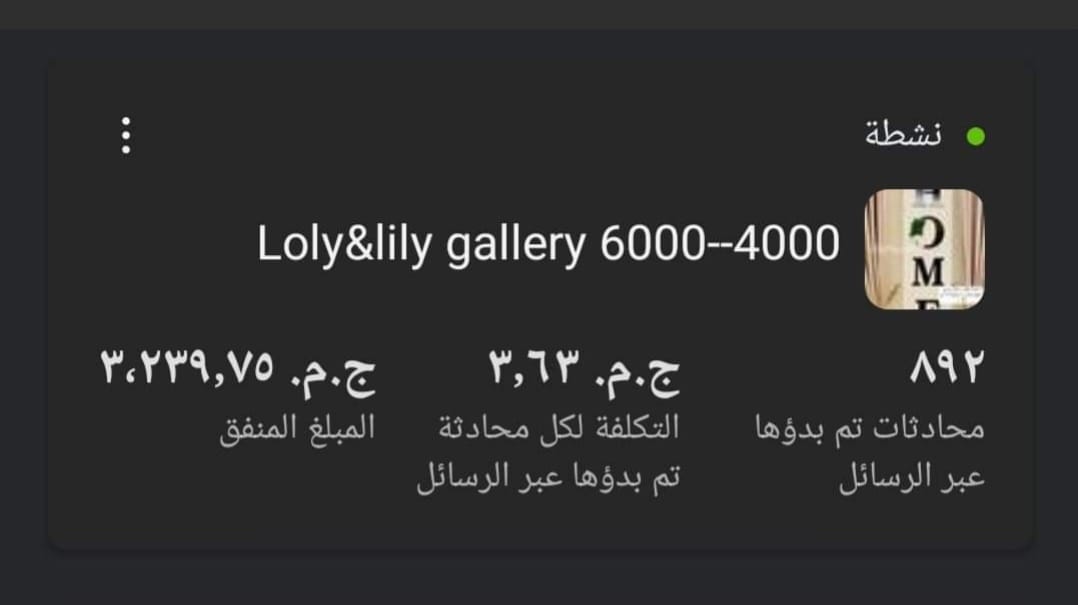 نشطة
Loly&lily gallery 6000--4000
HOME
٨٩٢
محادثات تم بدؤها
عبر الرسائل
ج.م. ٣,٦٣
التكلفة لكل محادثة
تم بدؤها عبر الرسائل
ج.م. ٣،٢٣٩,٧٥
المبلغ المنفق